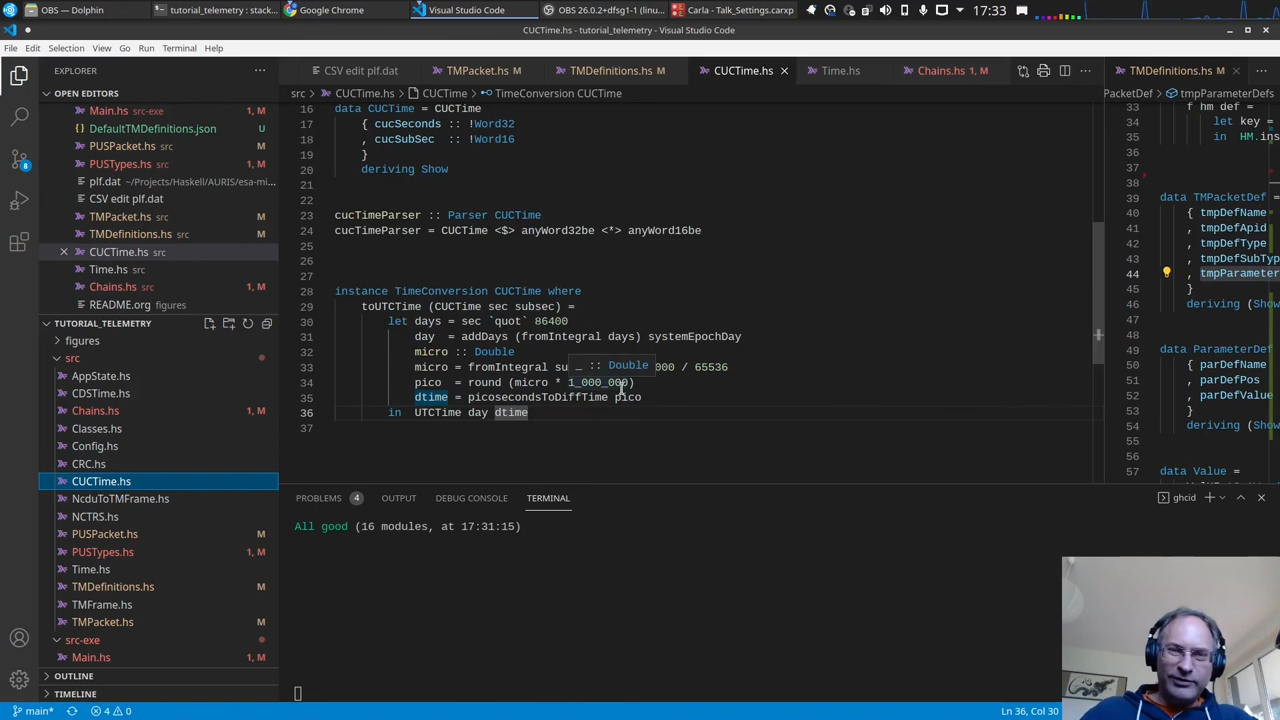 OBS (Debian)
tutorial_telemetry : stack...
Google Chrome
Visual Studio Code
OBS 26.0.2+dfsg1-1 (linu...
Carla - Talk_Settings.carxp
17:33
CUCTime.hs - tutorial_telemetry - Visual Studio Code
File Edit Selection View Go Run Terminal Help
EXPLORER
CSV edit plf.dat
TMPacket.hs M
TMDefinitions.hs M
CUCTime.hs
Time.hs
Chains.hs 1, M
TMDefinitions.hs M
OPEN EDITORS
src > CUCTime.hs > CUCTime > TimeConversion CUCTime
PacketDef > tmpParameterDefs
Main.hs src-exe 1, M
DefaultTMDefinitions.json U
PUSPacket.hs src M
PUSTypes.hs src 1, M
plf.dat ~/Projects/Haskell/AURIS/esa-mi...
CSV edit plf.dat
TMPacket.hs src M
TMDefinitions.hs src M
CUCTime.hs src
Time.hs src
Chains.hs src 1, M
README.org figures
TUTORIAL_TELEMETRY
figures
src
AppState.hs
CDSTime.hs
Chains.hs 1, M
Classes.hs
Config.hs
CRC.hs
CUCTime.hs
NcduToTMFrame.hs
NCTRS.hs
PUSPacket.hs M
PUSTypes.hs 1, M
Time.hs
TMDefinitions.hs M
TMFrame.hs
TMPacket.hs M
src-exe
Main.hs 1, M
OUTLINE
TIMELINE
16 data CUCTime = CUCTime
17 { cucSeconds :: !Word32
18 , cucSubSec :: !Word16
19 }
20 deriving Show
21
22
23 cucTimeParser :: Parser CUCTime
24 cucTimeParser = CUCTime <$> anyWord32be <*> anyWord16be
25
26
27
28 instance TimeConversion CUCTime where
29 toUTCTime (CUCTime sec subsec) =
30 let days = sec `quot` 86400
31 day = addDays (fromIntegral days) systemEpochDay
32 micro :: Double
_ :: Double
33 micro = fromIntegral su 000 / 65536
34 pico = round (micro * 1_000_000)
35 dtime = picosecondsToDiffTime pico
36 in UTCTime day dtime
37
33 f hm def =
34 let key =
35 in HM.ins
36
37
38
39 data TMPacketDef =
40 { tmpDefName
41 , tmpDefApid
42 , tmpDefType
43 , tmpDefSubTyp
44 , tmpParameter
45 }
46 deriving (Show
47
48
49 data ParameterDef
50 { parDefName
51 , parDefPos
52 , parDefValue
53 }
54 deriving (Show
55
56
57 data Value =
PROBLEMS 4 OUTPUT DEBUG CONSOLE TERMINAL
ghcid
All good (16 modules, at 17:31:15)
main*
4 0
Ln 36, Col 30